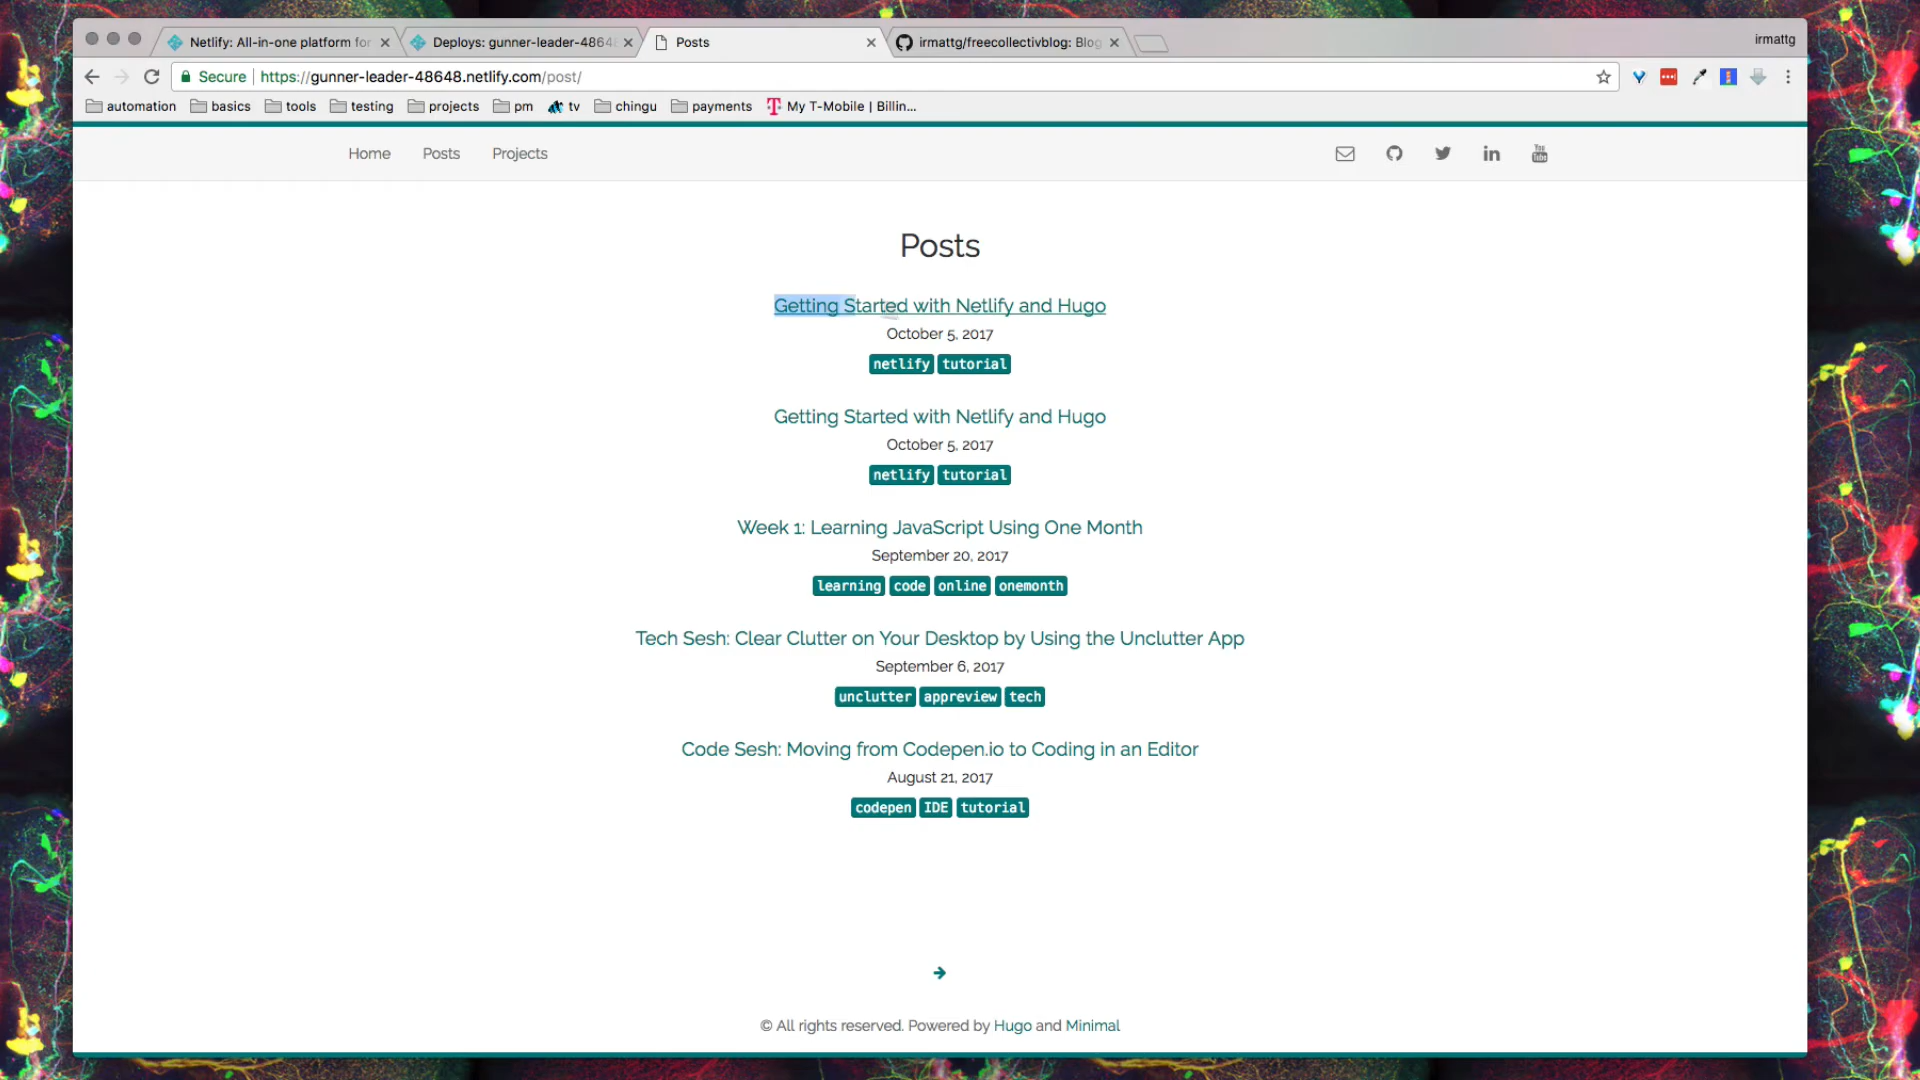 Netlify: All-in-one platform for
Deploys: gunner-leader-4864
Posts
irmattg/freecollectivblog: Blog
irmattg
Secure
https://gunner-leader-48648.netlify.com/post/
automation
basics
tools
testing
projects
pm
tv
chingu
payments
My T-Mobile | Billin...
Home
Posts
Projects
Posts
Getting Started with Netlify and Hugo
October 5, 2017
netlify tutorial
Getting Started with Netlify and Hugo
October 5, 2017
netlify tutorial
Week 1: Learning JavaScript Using One Month
September 20, 2017
learning code online onemonth
Tech Sesh: Clear Clutter on Your Desktop by Using the Unclutter App
September 6, 2017
unclutter appreview tech
Code Sesh: Moving from Codepen.io to Coding in an Editor
August 21, 2017
codepen IDE tutorial
© All rights reserved. Powered by Hugo and Minimal